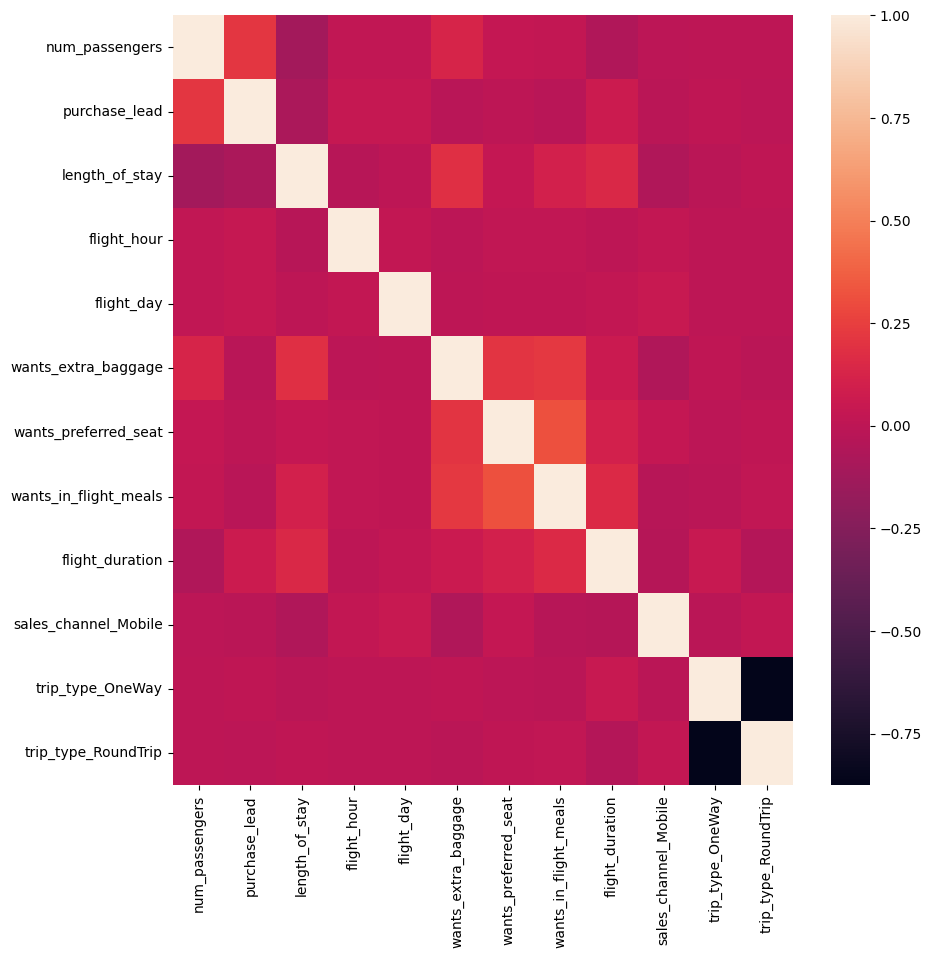 num_passengers
purchase_lead
length_of_stay
flight_hour
flight_day
wants_extra_baggage
wants_preferred_seat
wants_in_flight_meals
flight_duration
sales_channel_Mobile
trip_type_OneWay
trip_type_RoundTrip
num_passengers
purchase_lead
length_of_stay
flight_hour
flight_day
wants_extra_baggage
wants_preferred_seat
wants_in_flight_meals
flight_duration
sales_channel_Mobile
trip_type_OneWay
trip_type_RoundTrip
1.00
0.75
0.50
0.25
0.00
−0.25
−0.50
−0.75